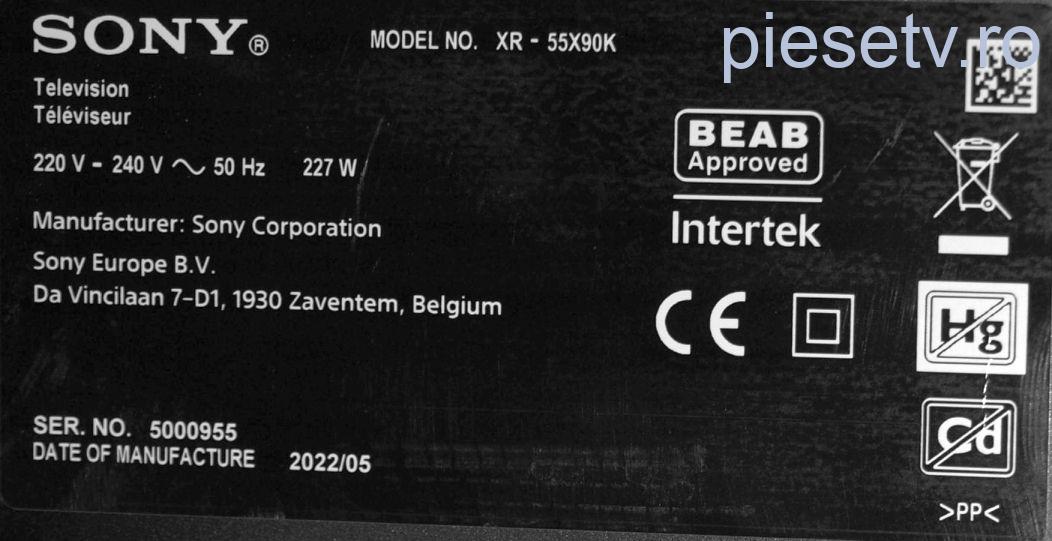 SONY®
MODEL NO. XR - 55X90K
piesetv.ro
Television
Téléviseur
220 V - 240 V ～ 50 Hz 227 W
BEAB
Approved
Intertek
Manufacturer: Sony Corporation
Sony Europe B.V.
Da Vincilaan 7-D1, 1930 Zaventem, Belgium
CE
Hg
Cd
SER. NO. 5000955
DATE OF MANUFACTURE 2022/05
>PP<